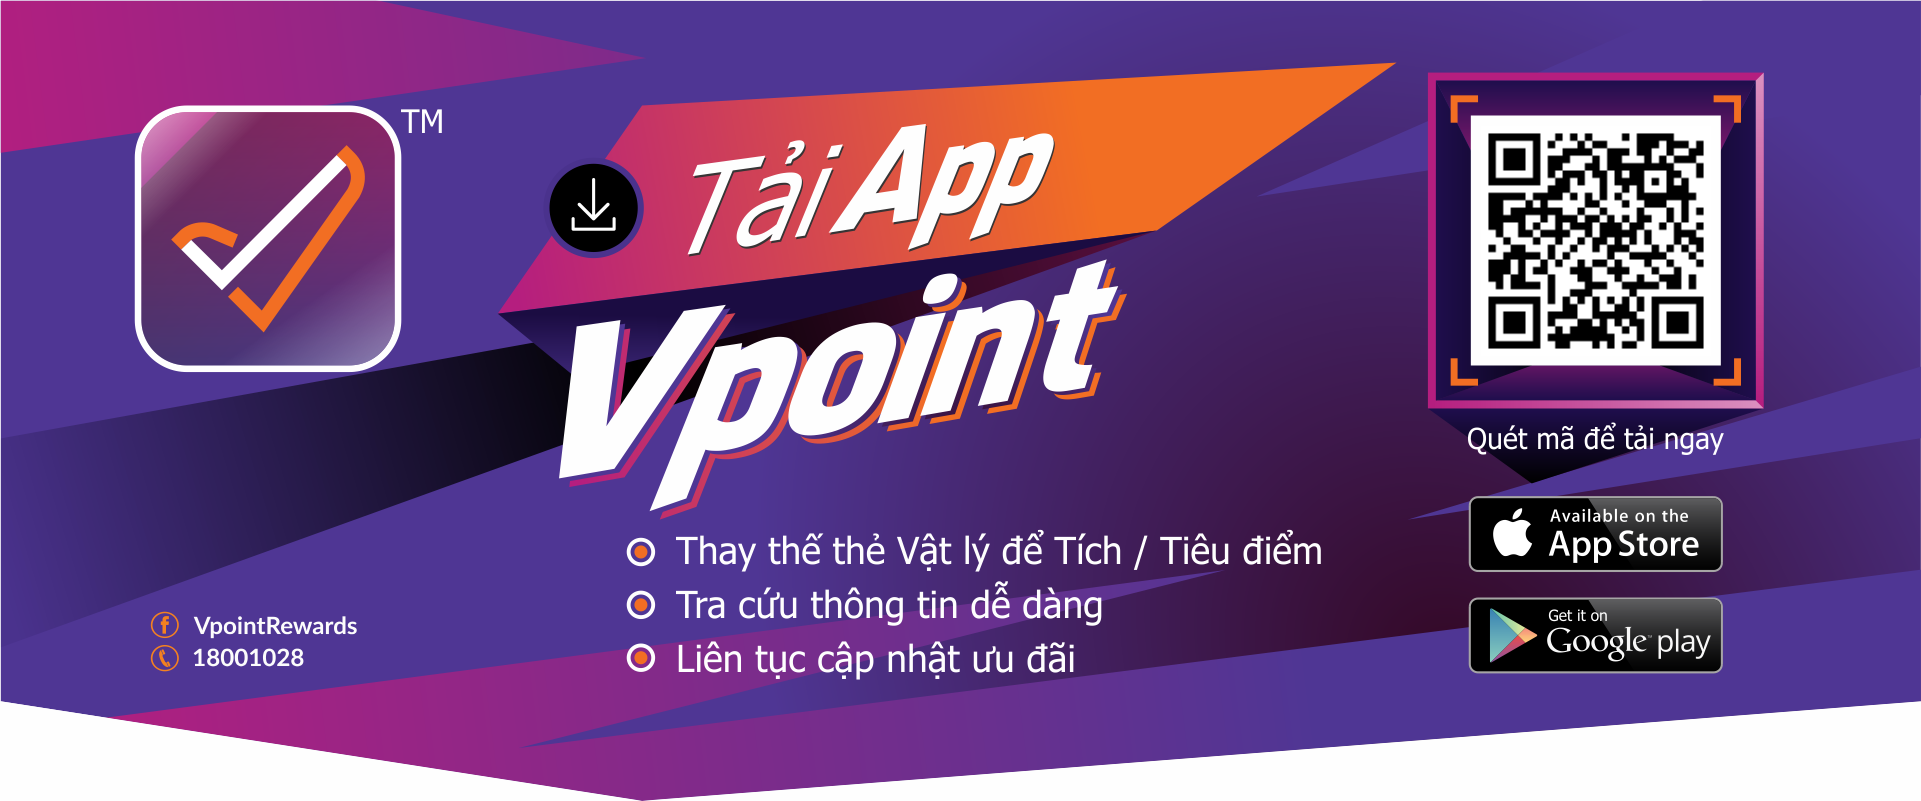 TM
Tải App
Vpoint
Thay thế thẻ Vật lý để Tích / Tiêu điểm
Tra cứu thông tin dễ dàng
Liên tục cập nhật ưu đãi
VpointRewards
18001028
Quét mã để tải ngay
Available on the
App Store
Get it on
Google play